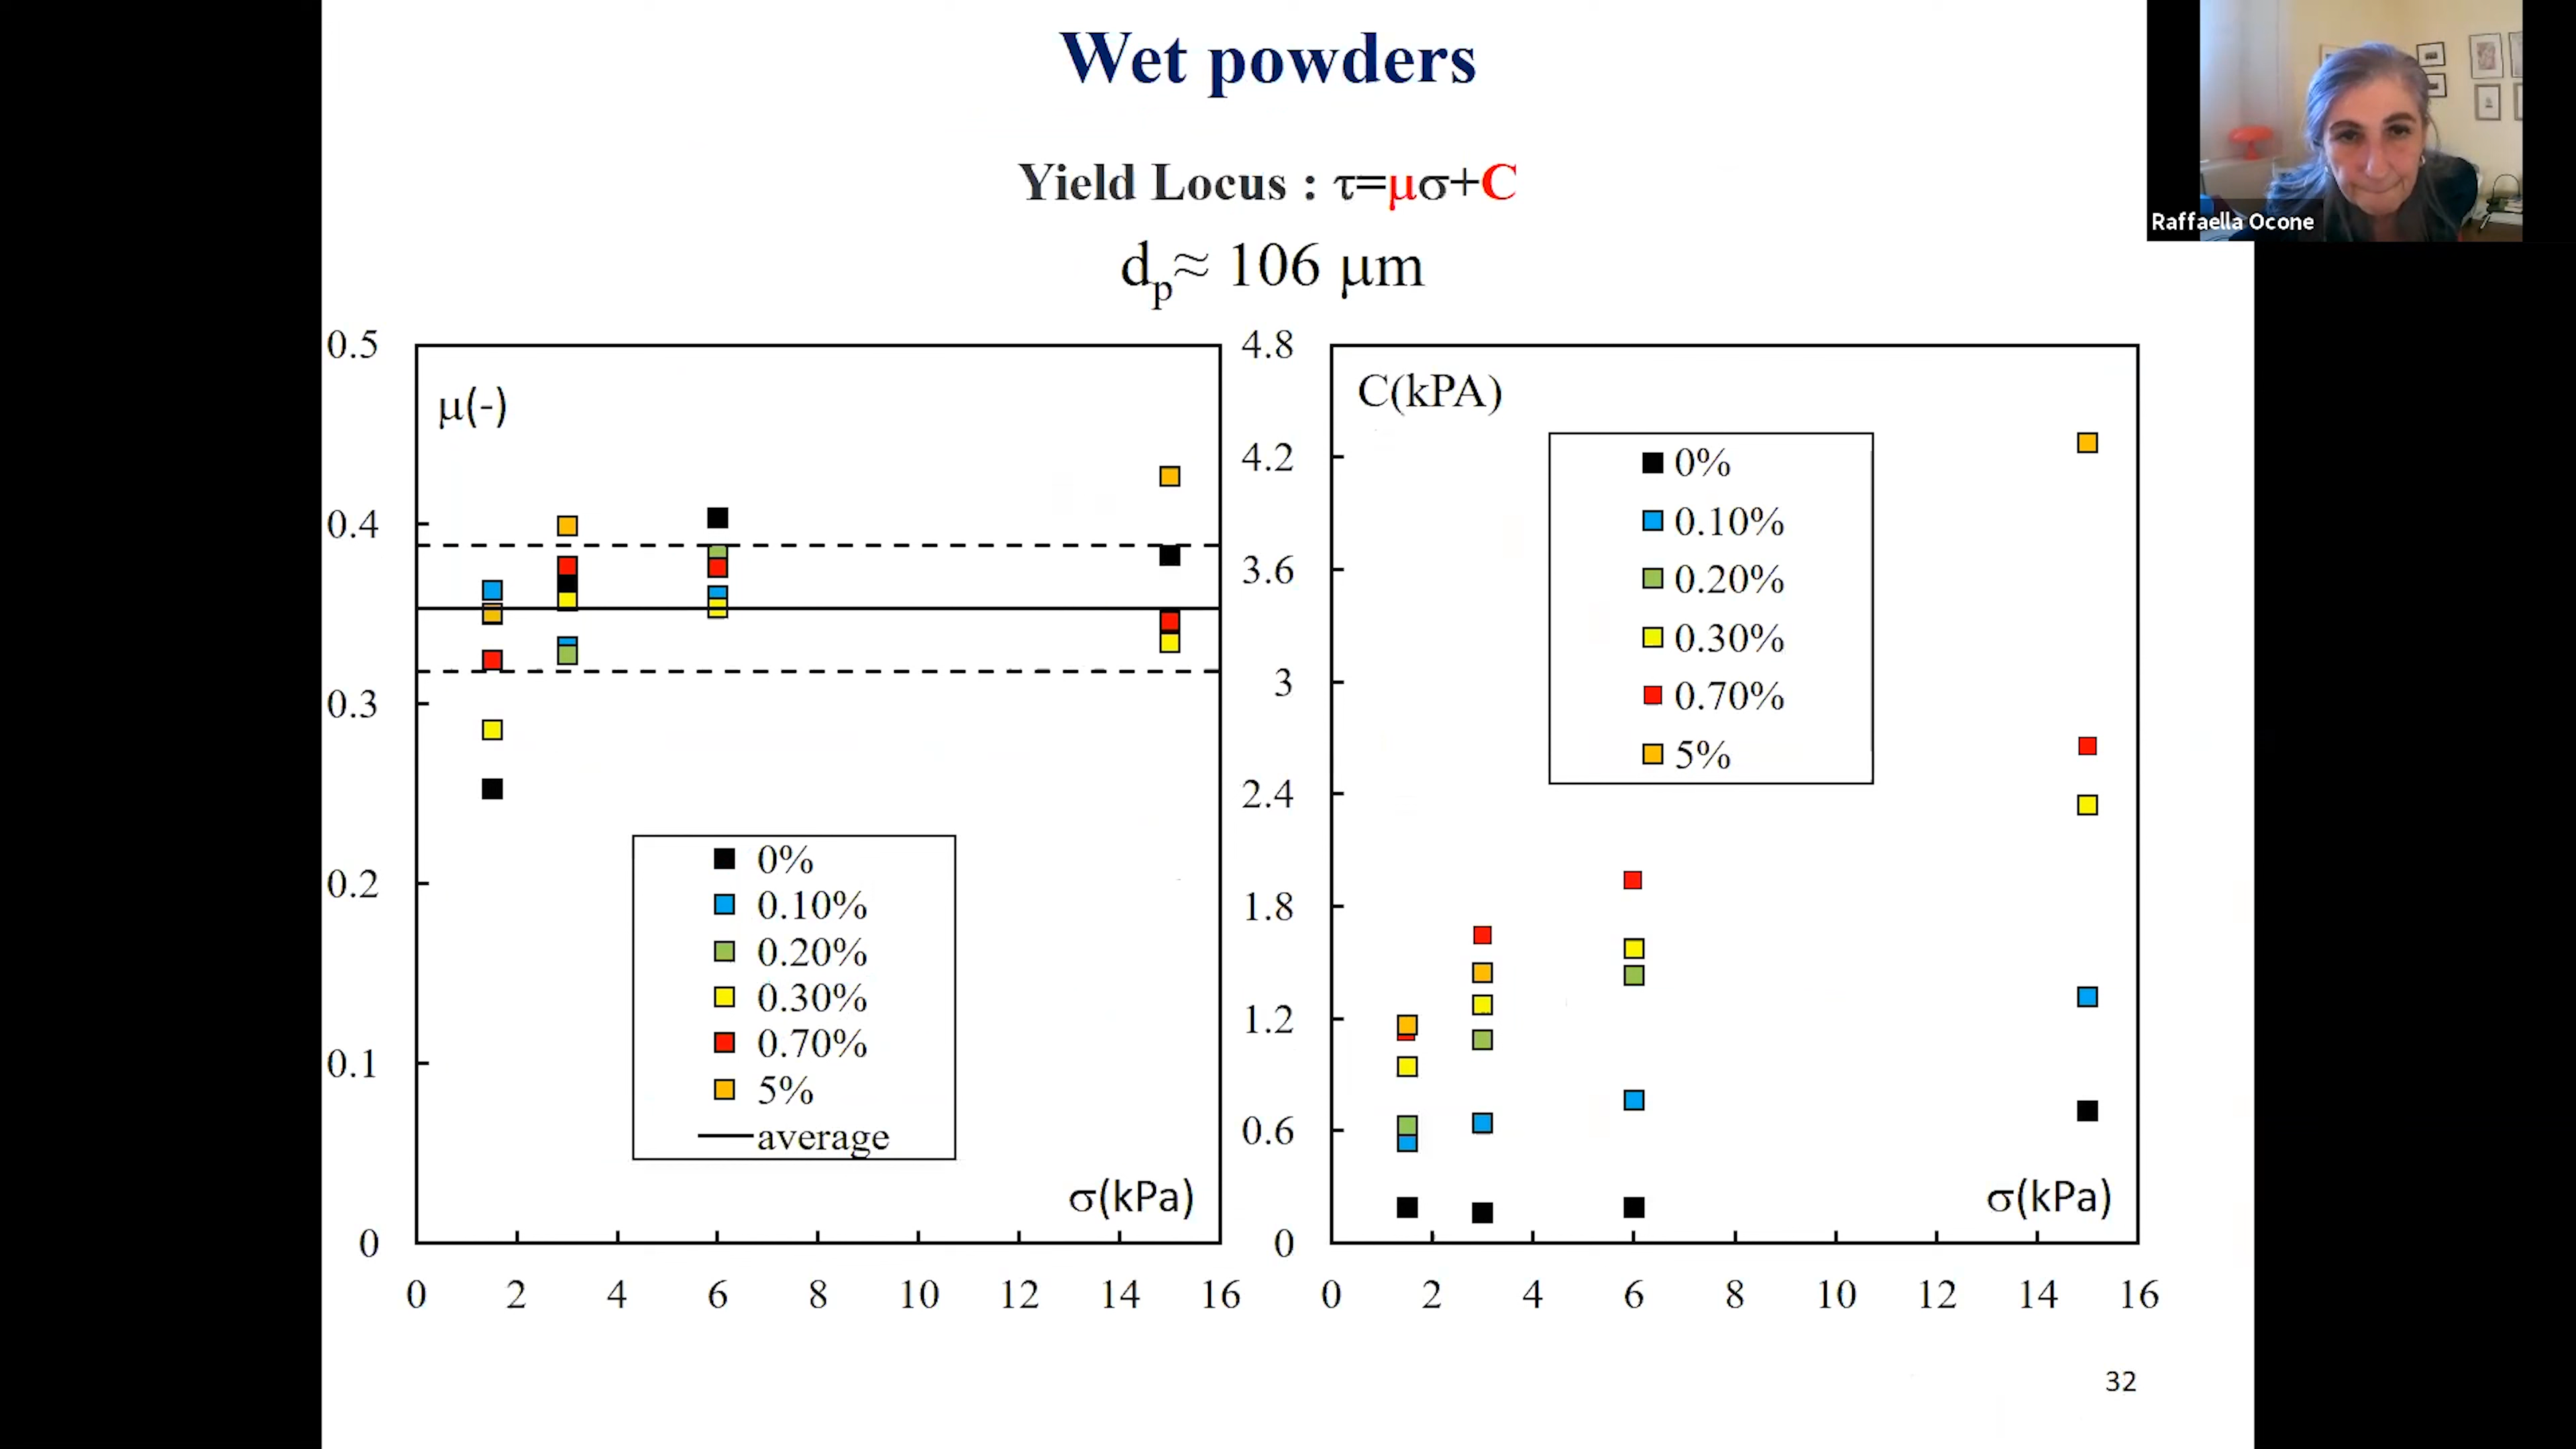 Wet powders
Raffaella Ocone
Yield Locus : τ=μσ+C
dp≈ 106 μm
0.5
0.4
0.3
0.2
0.1
0
μ(-)
0%
0.10%
0.20%
0.30%
0.70%
5%
average
σ(kPa)
0 2 4 6 8 10 12 14 16
4.8
4.2
3.6
3
2.4
1.8
1.2
0.6
0
C(kPA)
0%
0.10%
0.20%
0.30%
0.70%
5%
σ(kPa)
0 2 4 6 8 10 12 14 16
32